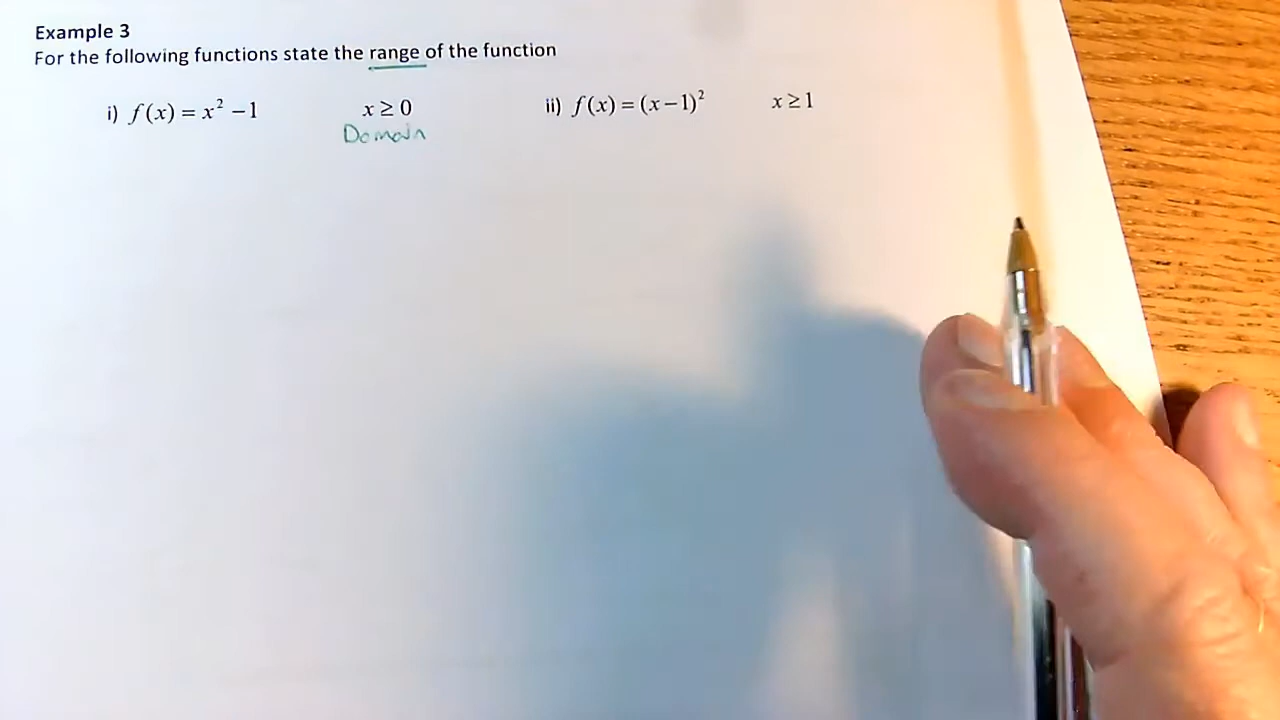 Example 3
For the following functions state the range of the function
i) f(x) = x² − 1 x ≥ 0 ii) f(x) = (x−1)² x ≥ 1
Domain